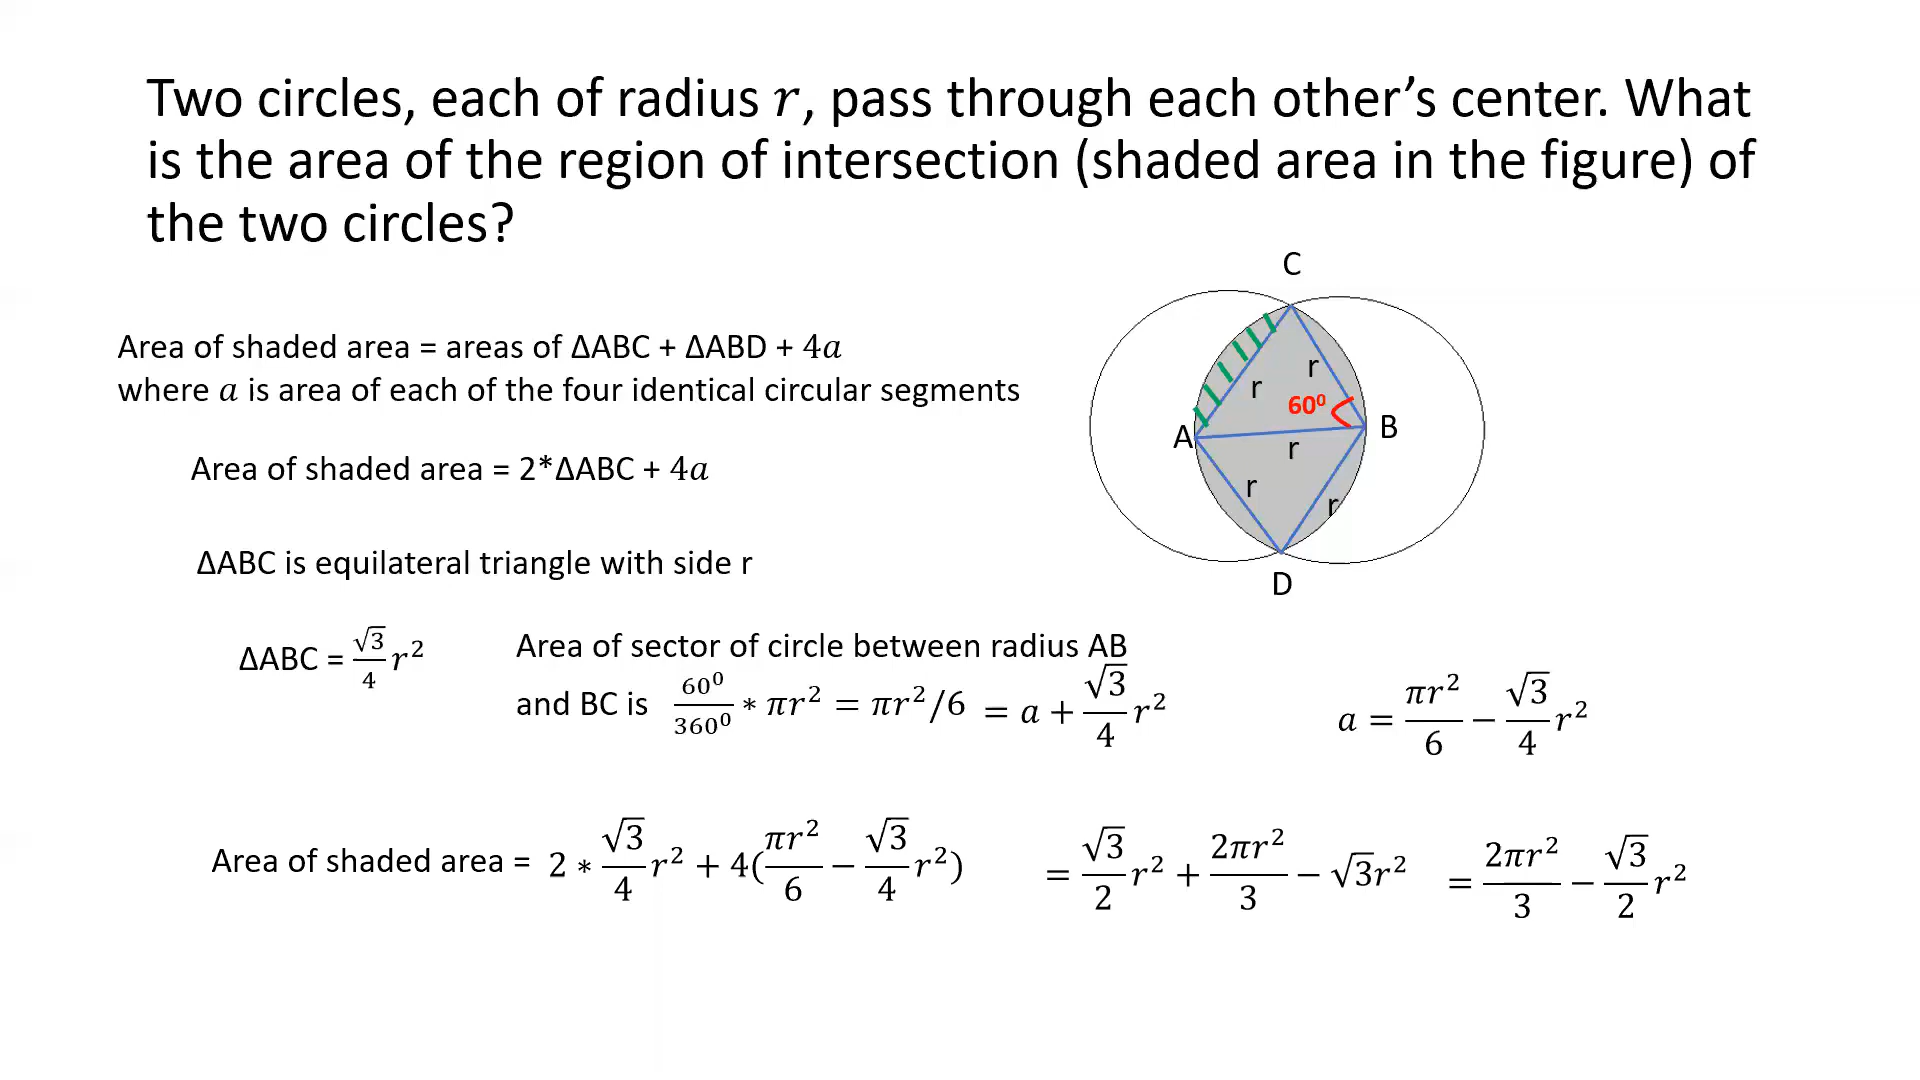 Two circles, each of radius 𝑟, pass through each other’s center. What
is the area of the region of intersection (shaded area in the figure) of
the two circles?
C
Area of shaded area = areas of ∆ABC + ∆ABD + 4𝑎
where 𝑎 is area of each of the four identical circular segments
r
r
60⁰
A
B
r
Area of shaded area = 2*∆ABC + 4𝑎
r
r
∆ABC is equilateral triangle with side r
D
∆ABC = √3/4 𝑟²
Area of sector of circle between radius AB
and BC is 60⁰/360⁰ ∗ 𝜋𝑟² = 𝜋𝑟²/6 = 𝑎 + √3/4 𝑟²
𝑎 = 𝜋𝑟²/6 − √3/4 𝑟²
Area of shaded area = 2 ∗ √3/4 𝑟² + 4(𝜋𝑟²/6 − √3/4 𝑟²) = √3/2 𝑟² + 2𝜋𝑟²/3 − √3𝑟² = 2𝜋𝑟²/3 − √3/2 𝑟²